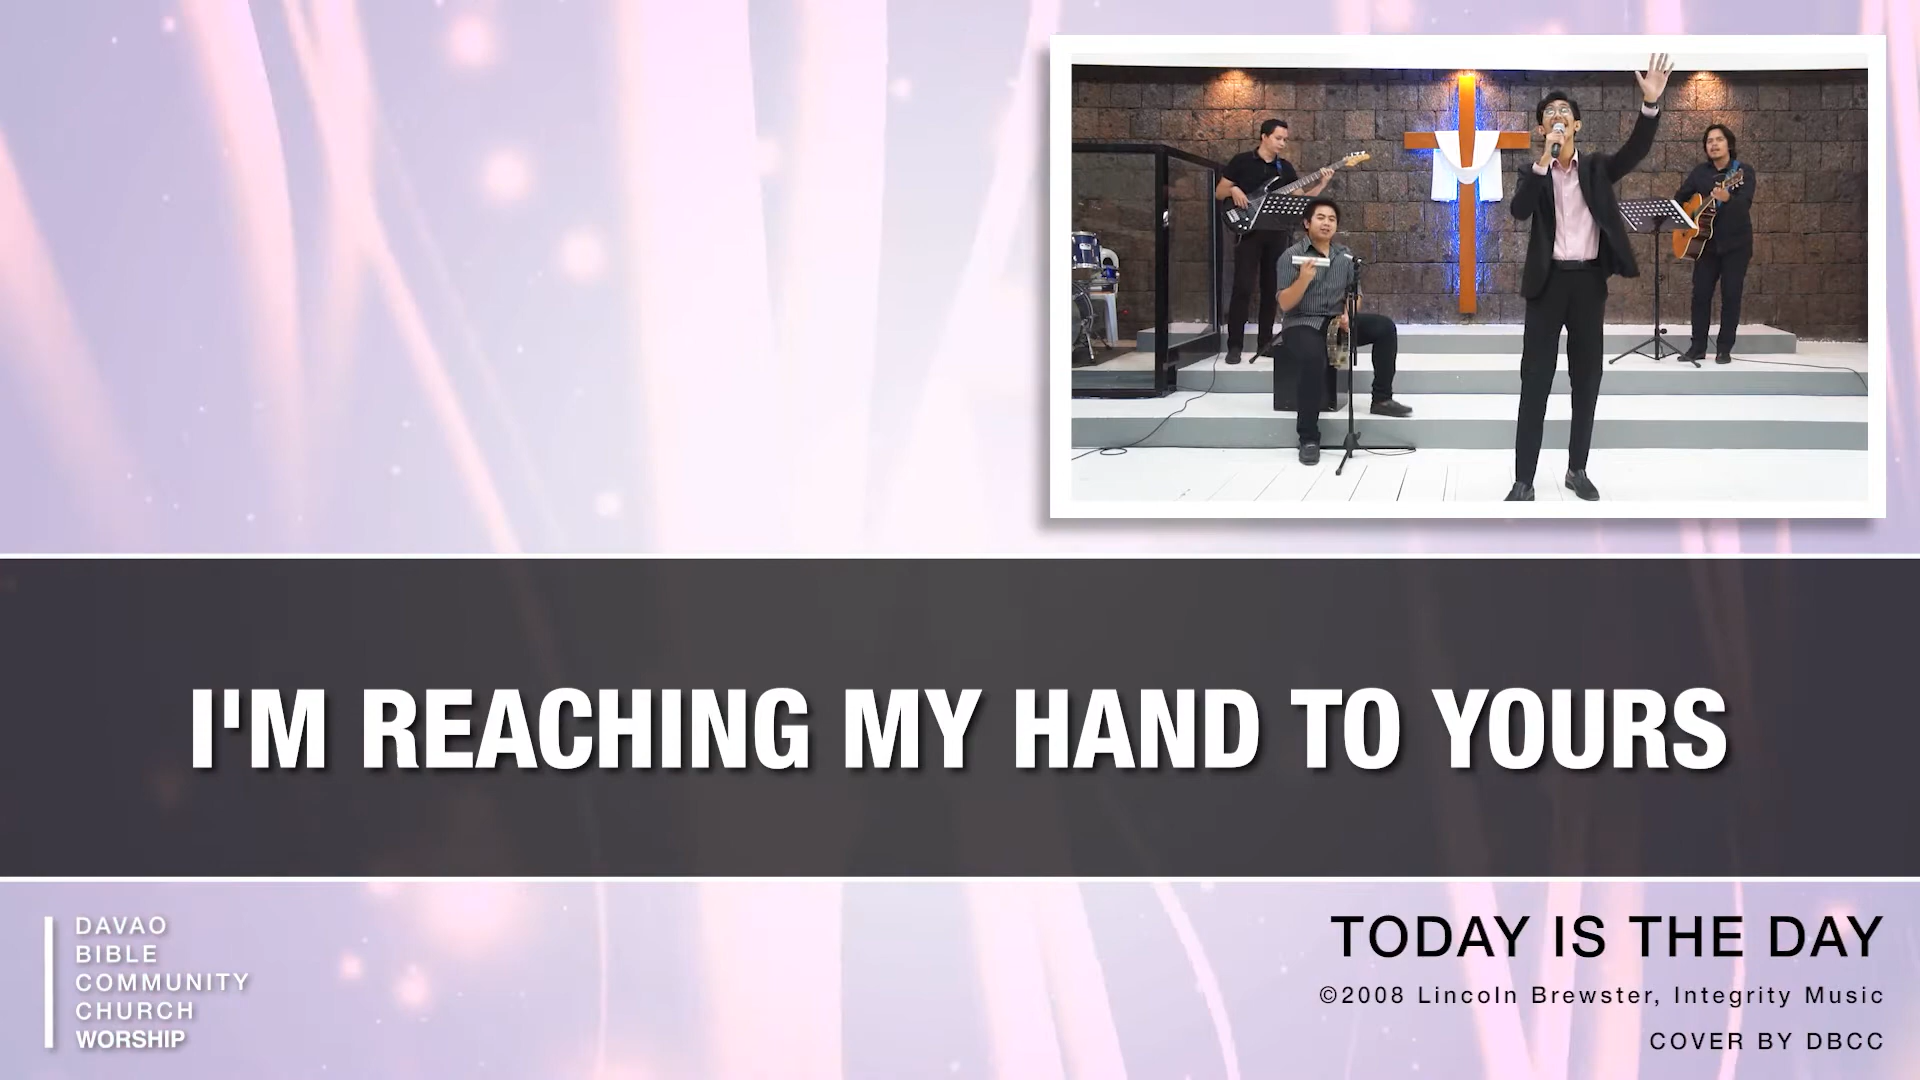 I'M REACHING MY HAND TO YOURS
DAVAO
BIBLE
COMMUNITY
CHURCH
WORSHIP
TODAY IS THE DAY
©2008 Lincoln Brewster, Integrity Music
COVER BY DBCC